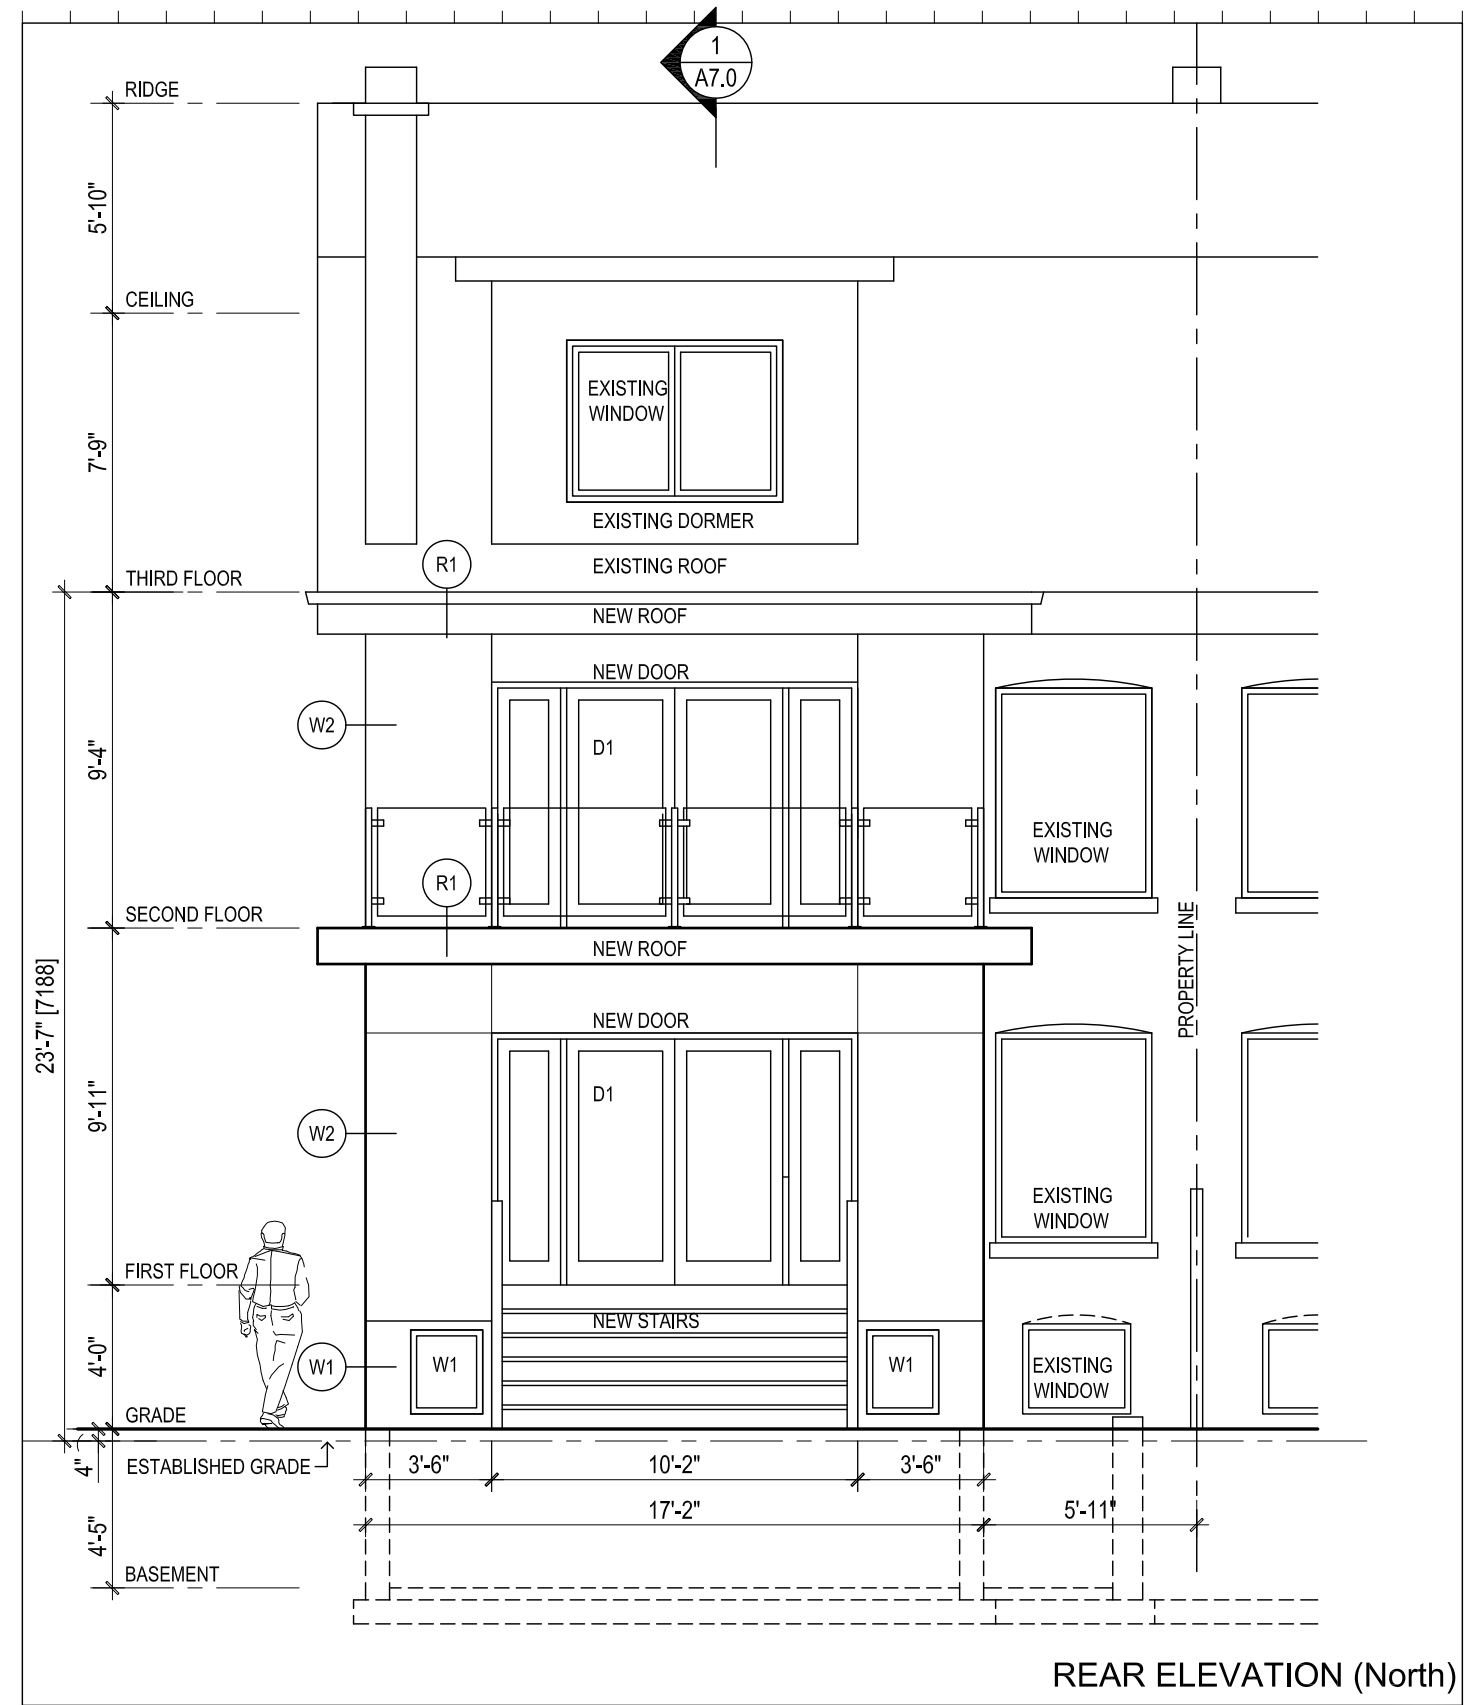 1
A7.0
RIDGE
5'-10"
CEILING
EXISTING
WINDOW
7'-9"
EXISTING DORMER
R1
EXISTING ROOF
THIRD FLOOR
NEW ROOF
NEW DOOR
W2
D1
9'-4"
EXISTING
WINDOW
R1
SECOND FLOOR
NEW ROOF
PROPERTY LINE
23'-7" [7188]
NEW DOOR
D1
9'-11"
W2
EXISTING
WINDOW
FIRST FLOOR
NEW STAIRS
4'-0"
W1
W1
W1
EXISTING
WINDOW
GRADE
4"
ESTABLISHED GRADE
3'-6"
10'-2"
3'-6"
17'-2"
5'-11"
4'-5"
BASEMENT
REAR ELEVATION (North)